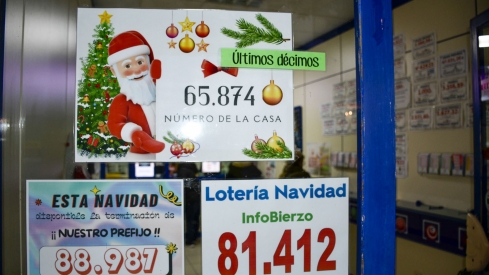 Últimos décimos
65.874
NÚMERO DE LA CASA
ESTA NAVIDAD
disponible la terminación de
¡¡ NUESTRO PREFIJO !!
88.987
Lotería Navidad
InfoBierzo
81.412